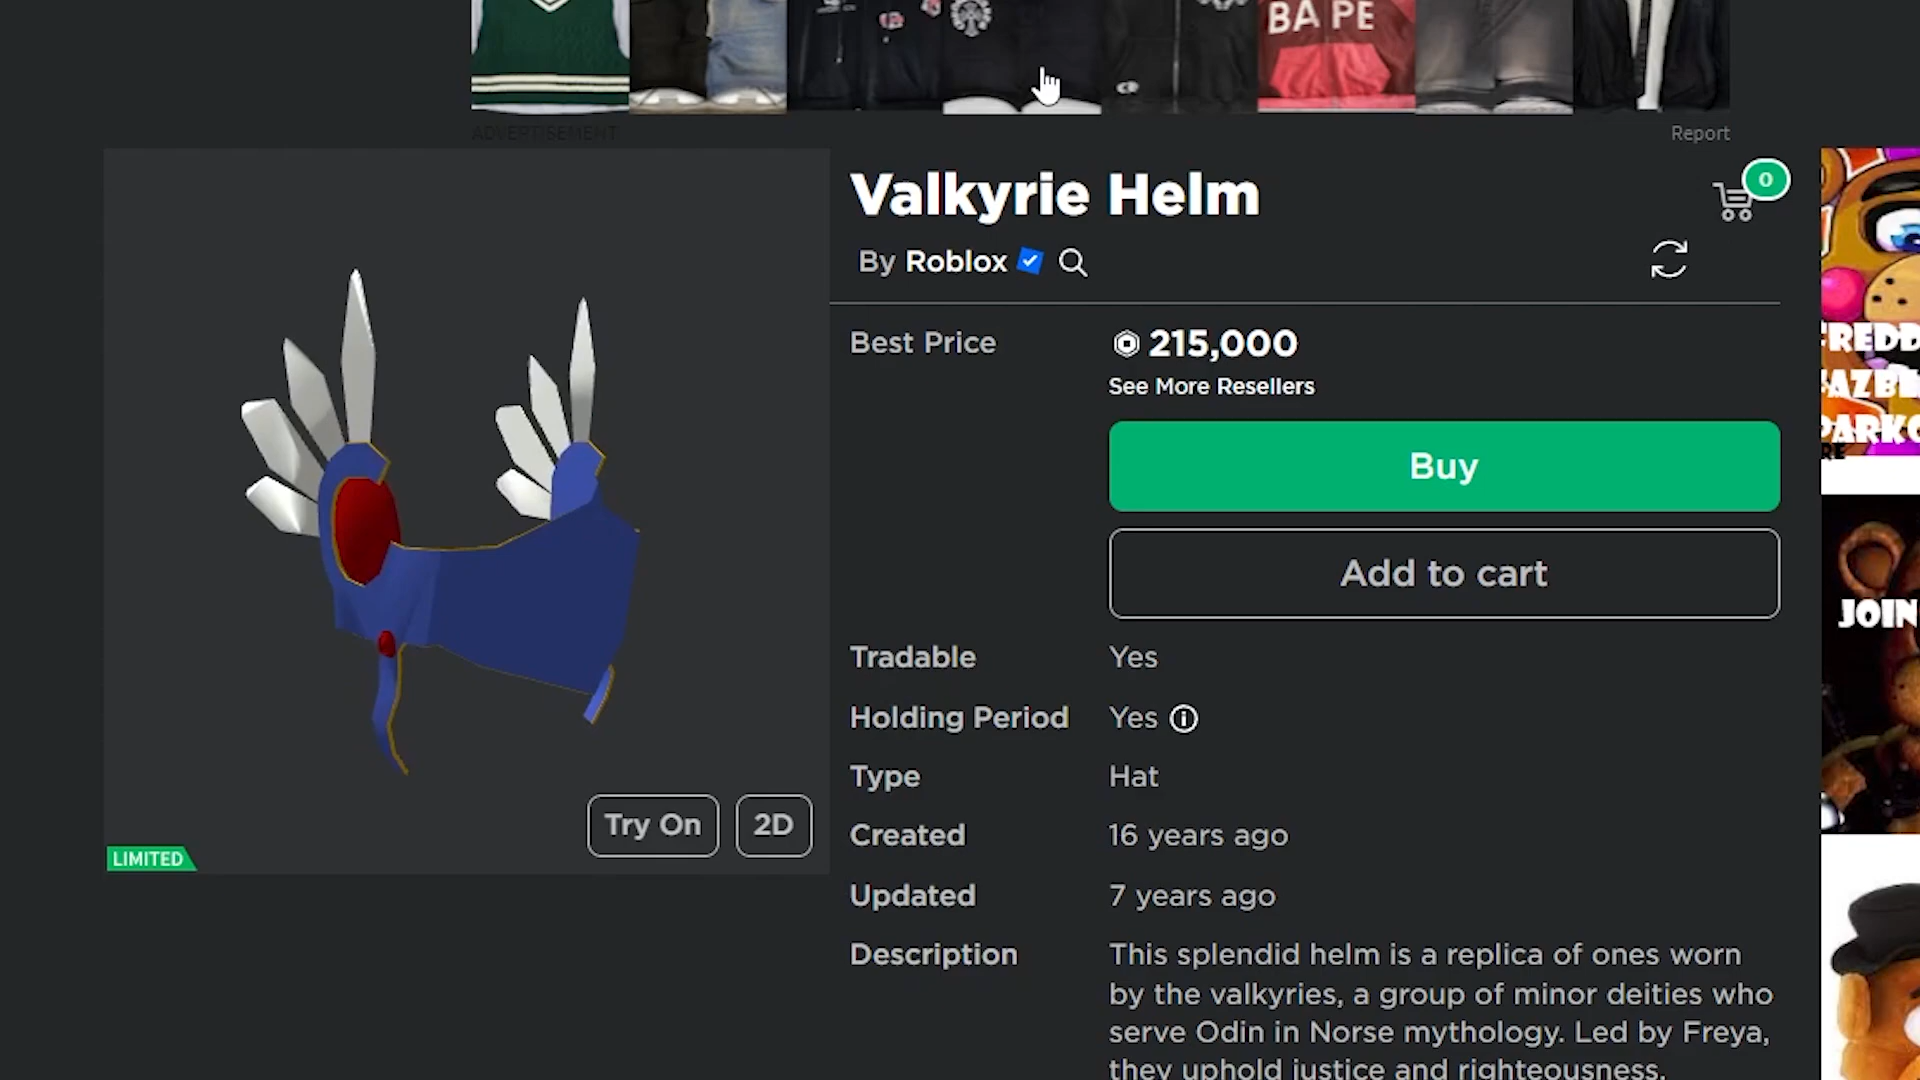 BAPE
ADVERTISEMENT
Report
Valkyrie Helm
0
By Roblox
Best Price
215,000
See More Resellers
Buy
Add to cart
Tradable
Yes
Holding Period
Yes
Type
Hat
Created
16 years ago
Updated
7 years ago
Description
This splendid helm is a replica of ones worn
by the valkyries, a group of minor deities who
serve Odin in Norse mythology. Led by Freya,
they uphold justice and righteousness.
Try On
2D
LIMITED
JOIN